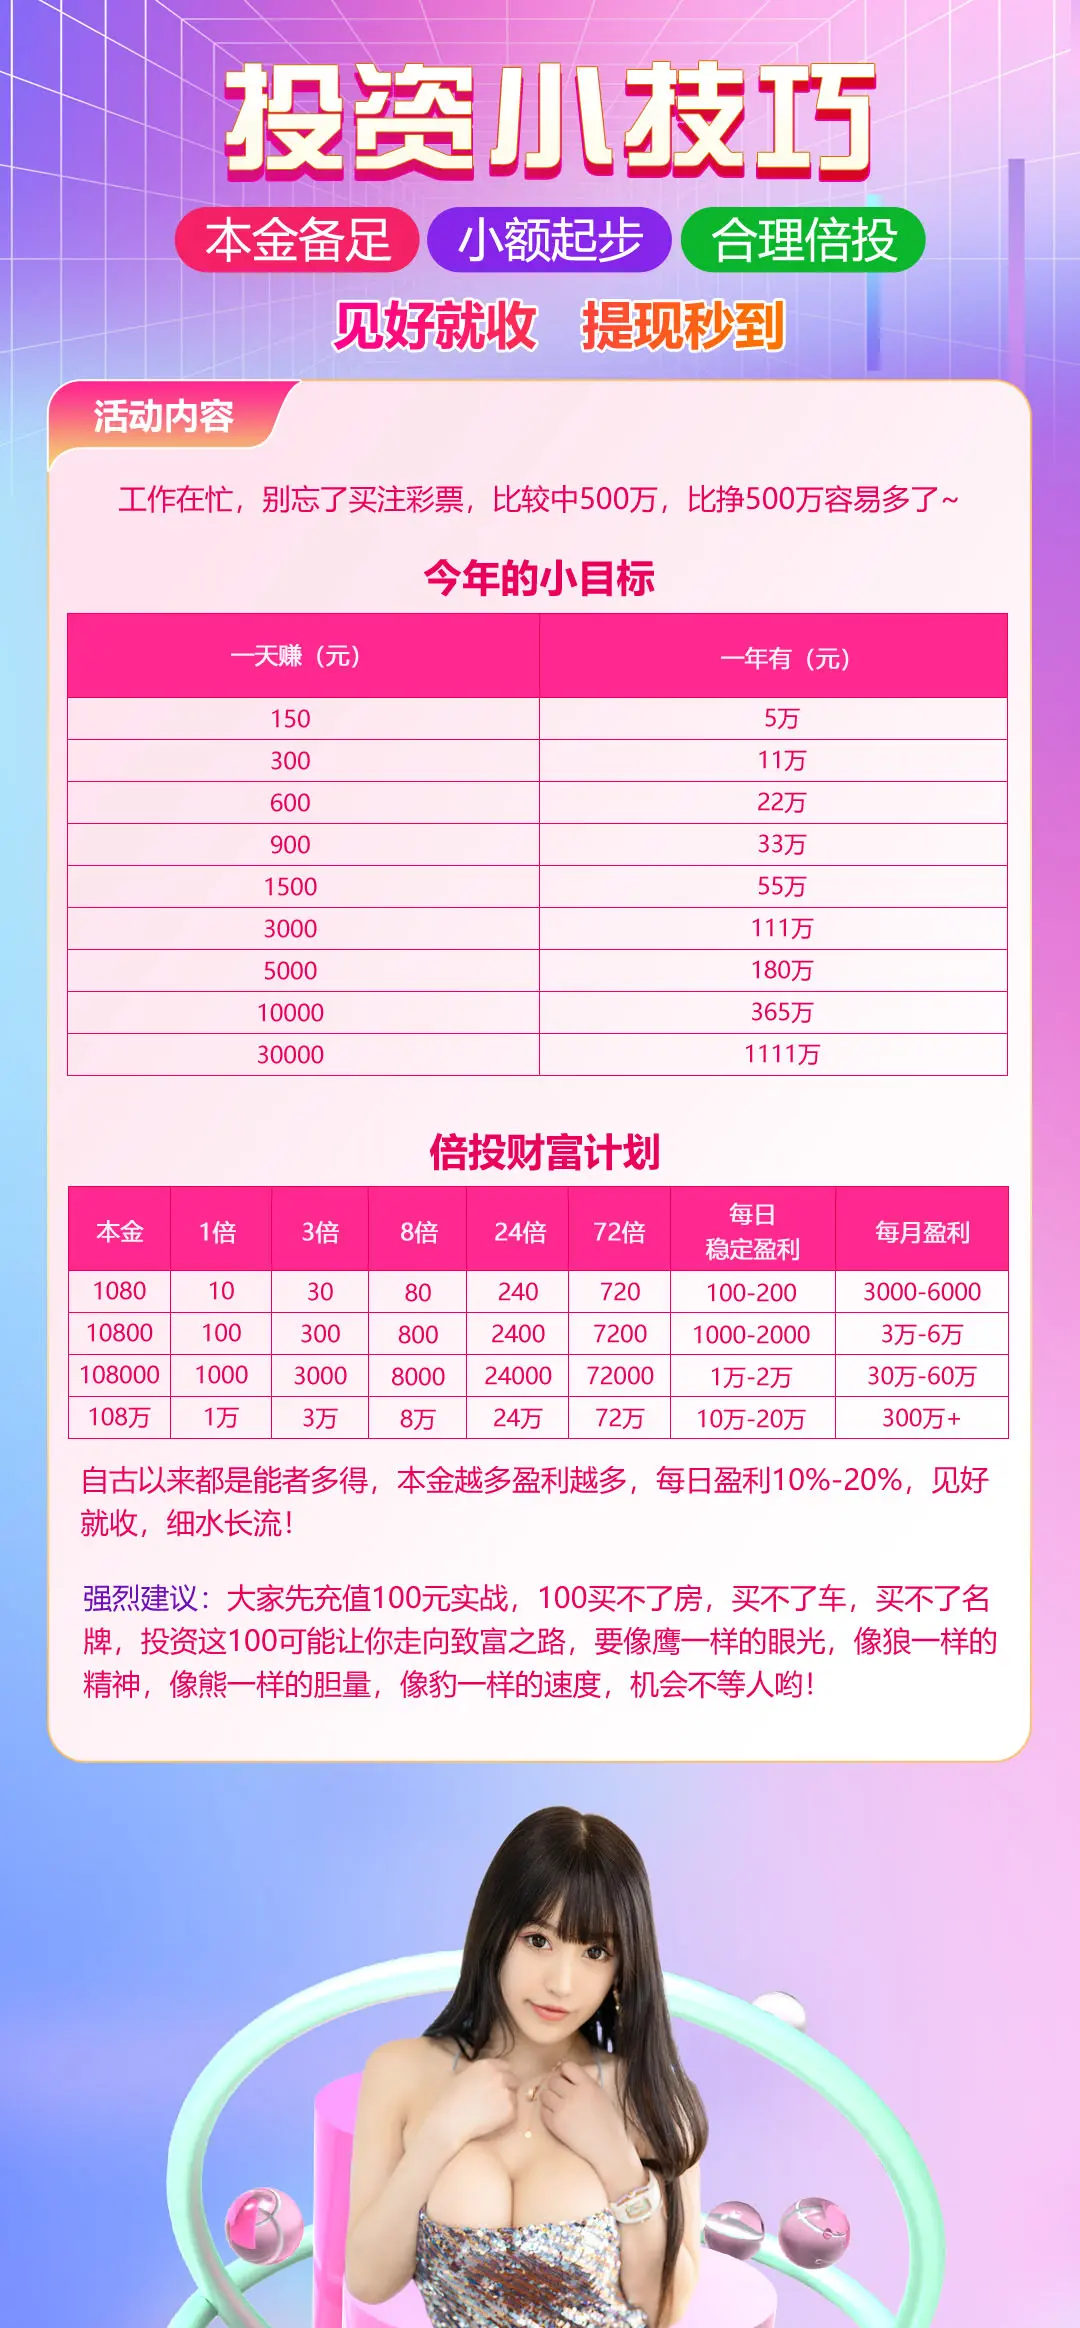 投资小技巧
本金备足 小额起步 合理倍投
见好就收 提现秒到
活动内容
工作在忙，别忘了买注彩票，比较中500万，比挣500万容易多了~
今年的小目标
一天赚（元） 一年有（元）
150 5万
300 11万
600 22万
900 33万
1500 55万
3000 111万
5000 180万
10000 365万
30000 1111万
倍投财富计划
本金 1倍 3倍 8倍 24倍 72倍 每日 每月盈利
稳定盈利
1080 10 30 80 240 720 100-200 3000-6000
10800 100 300 800 2400 7200 1000-2000 3万-6万
108000 1000 3000 8000 24000 72000 1万-2万 30万-60万
108万 1万 3万 8万 24万 72万 10万-20万 300万+
自古以来都是能者多得，本金越多盈利越多，每日盈利10%-20%，见好
就收，细水长流！
强烈建议：大家先充值100元实战，100买不了房，买不了车，买不了名
牌，投资这100可能让你走向致富之路，要像鹰一样的眼光，像狼一样的
精神，像熊一样的胆量，像豹一样的速度，机会不等人哟！